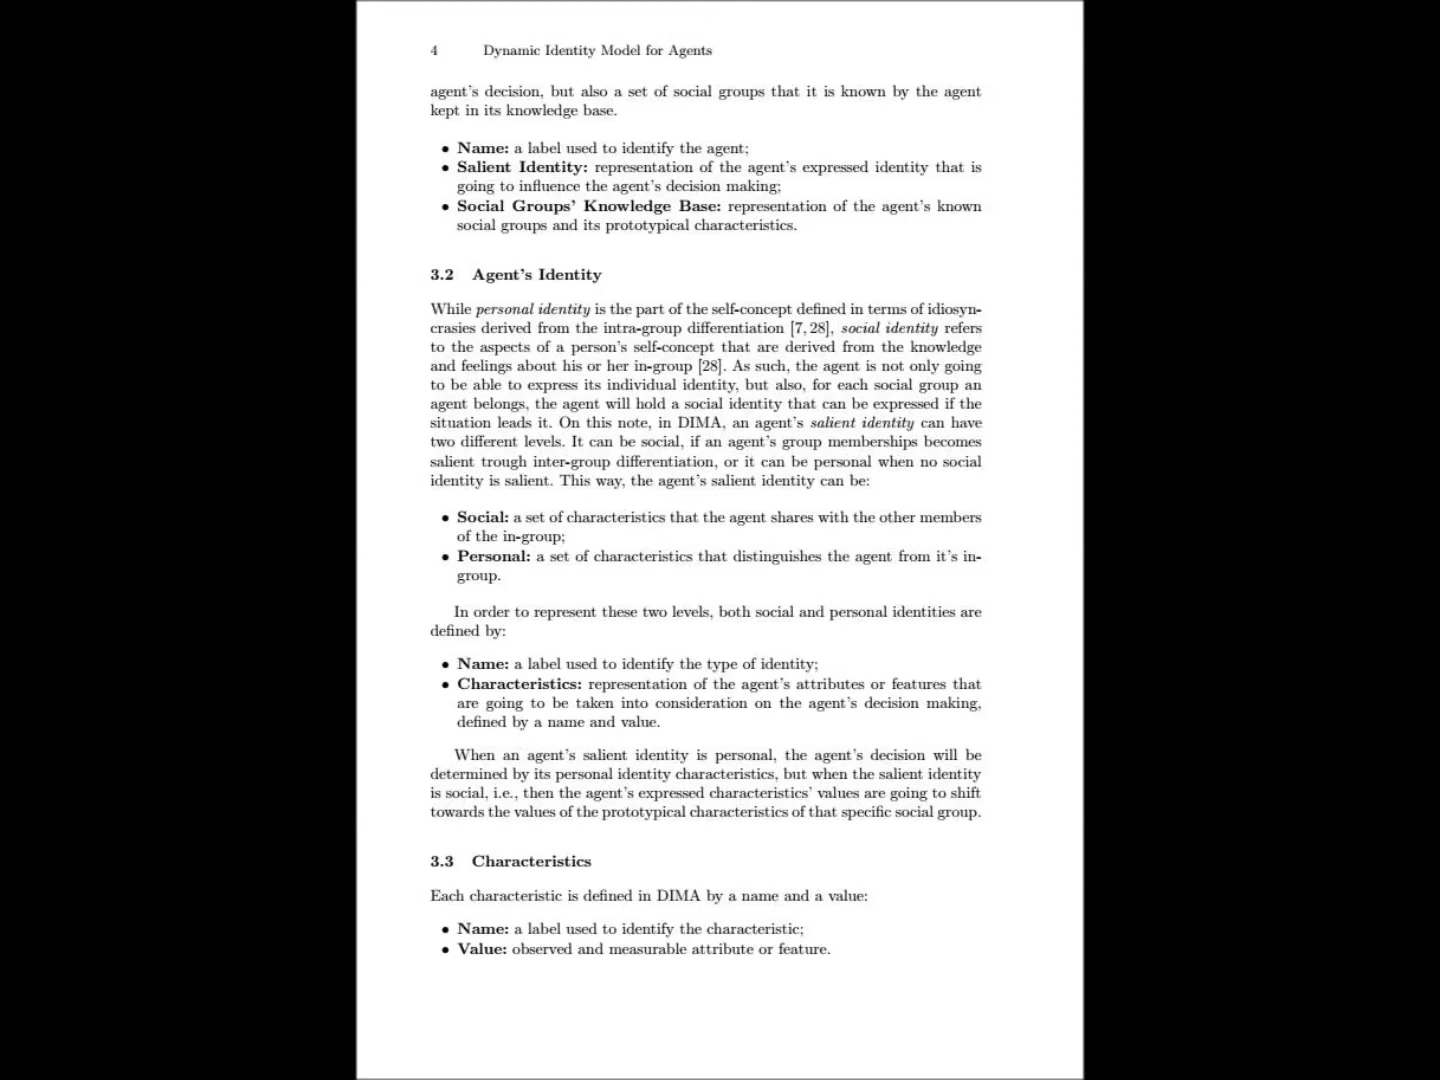 4 Dynamic Identity Model for Agents
agent's decision, but also a set of social groups that it is known by the agent
kept in its knowledge base.
• Name: a label used to identify the agent;
• Salient Identity: representation of the agent's expressed identity that is
going to influence the agent's decision making;
• Social Groups' Knowledge Base: representation of the agent's known
social groups and its prototypical characteristics.
3.2 Agent's Identity
While personal identity is the part of the self-concept defined in terms of idiosyn-
crasies derived from the intra-group differentiation [7, 28], social identity refers
to the aspects of a person's self-concept that are derived from the knowledge
and feelings about his or her in-group [28]. As such, the agent is not only going
to be able to express its individual identity, but also, for each social group an
agent belongs, the agent will hold a social identity that can be expressed if the
situation leads it. On this note, in DIMA, an agent's salient identity can have
two different levels. It can be social, if an agent's group memberships becomes
salient trough inter-group differentiation, or it can be personal when no social
identity is salient. This way, the agent's salient identity can be:
• Social: a set of characteristics that the agent shares with the other members
of the in-group;
• Personal: a set of characteristics that distinguishes the agent from it's in-
group.
In order to represent these two levels, both social and personal identities are
defined by:
• Name: a label used to identify the type of identity;
• Characteristics: representation of the agent's attributes or features that
are going to be taken into consideration on the agent's decision making,
defined by a name and value.
When an agent's salient identity is personal, the agent's decision will be
determined by its personal identity characteristics, but when the salient identity
is social, i.e., then the agent's expressed characteristics' values are going to shift
towards the values of the prototypical characteristics of that specific social group.
3.3 Characteristics
Each characteristic is defined in DIMA by a name and a value:
• Name: a label used to identify the characteristic;
• Value: observed and measurable attribute or feature.